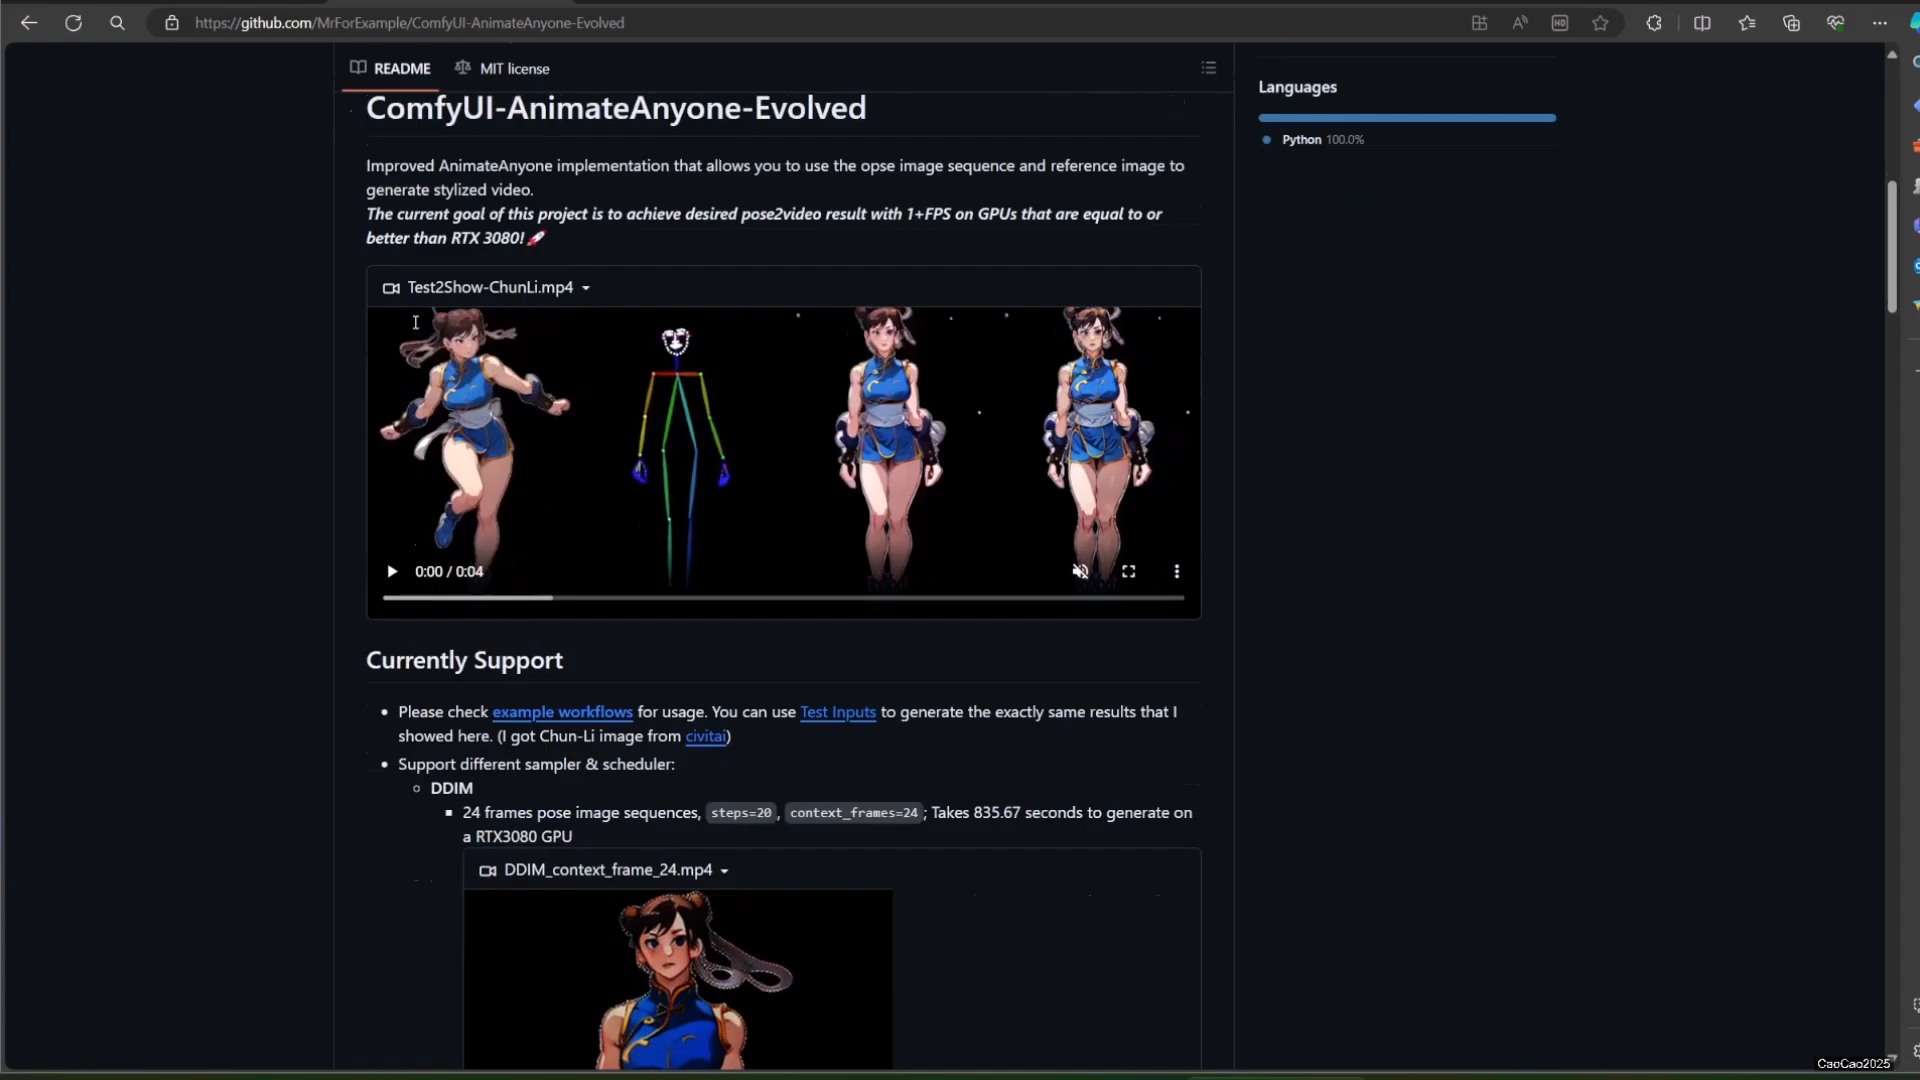 https://github.com/MrForExample/ComfyUI-AnimateAnyone-Evolved
README
MIT license
ComfyUI-AnimateAnyone-Evolved
Improved AnimateAnyone implementation that allows you to use the opse image sequence and reference image to
generate stylized video.
The current goal of this project is to achieve desired pose2video result with 1+FPS on GPUs that are equal to or
better than RTX 3080!🚀
Test2Show-ChunLi.mp4
0:00 / 0:04
Currently Support
• Please check example workflows for usage. You can use Test Inputs to generate the exactly same results that I
showed here. (I got Chun-Li image from civitai)
• Support different sampler & scheduler:
○ DDIM
▪ 24 frames pose image sequences, steps=20, context_frames=24; Takes 835.67 seconds to generate on
a RTX3080 GPU
DDIM_context_frame_24.mp4
Languages
Python 100.0%
CaoCao2025